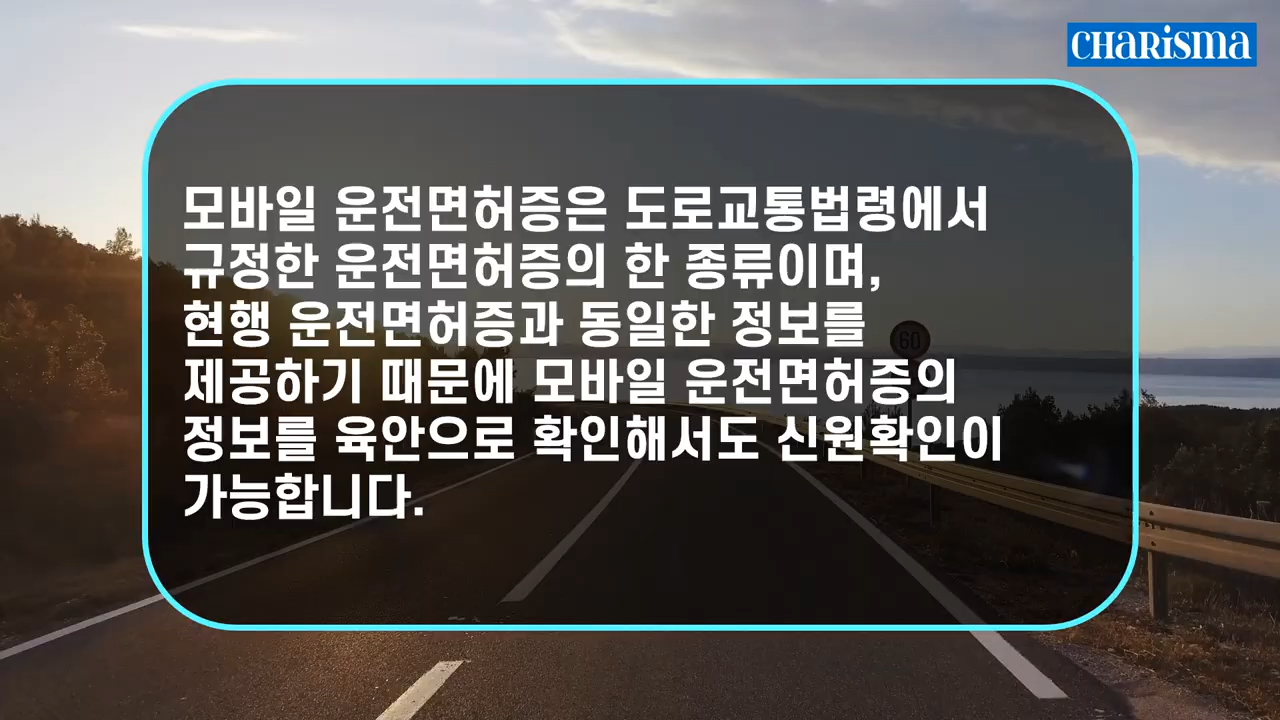 CHARISMA
모바일 운전면허증은 도로교통법령에서
규정한 운전면허증의 한 종류이며,
현행 운전면허증과 동일한 정보를
제공하기 때문에 모바일 운전면허증의
정보를 육안으로 확인해서도 신원확인이
가능합니다.
60